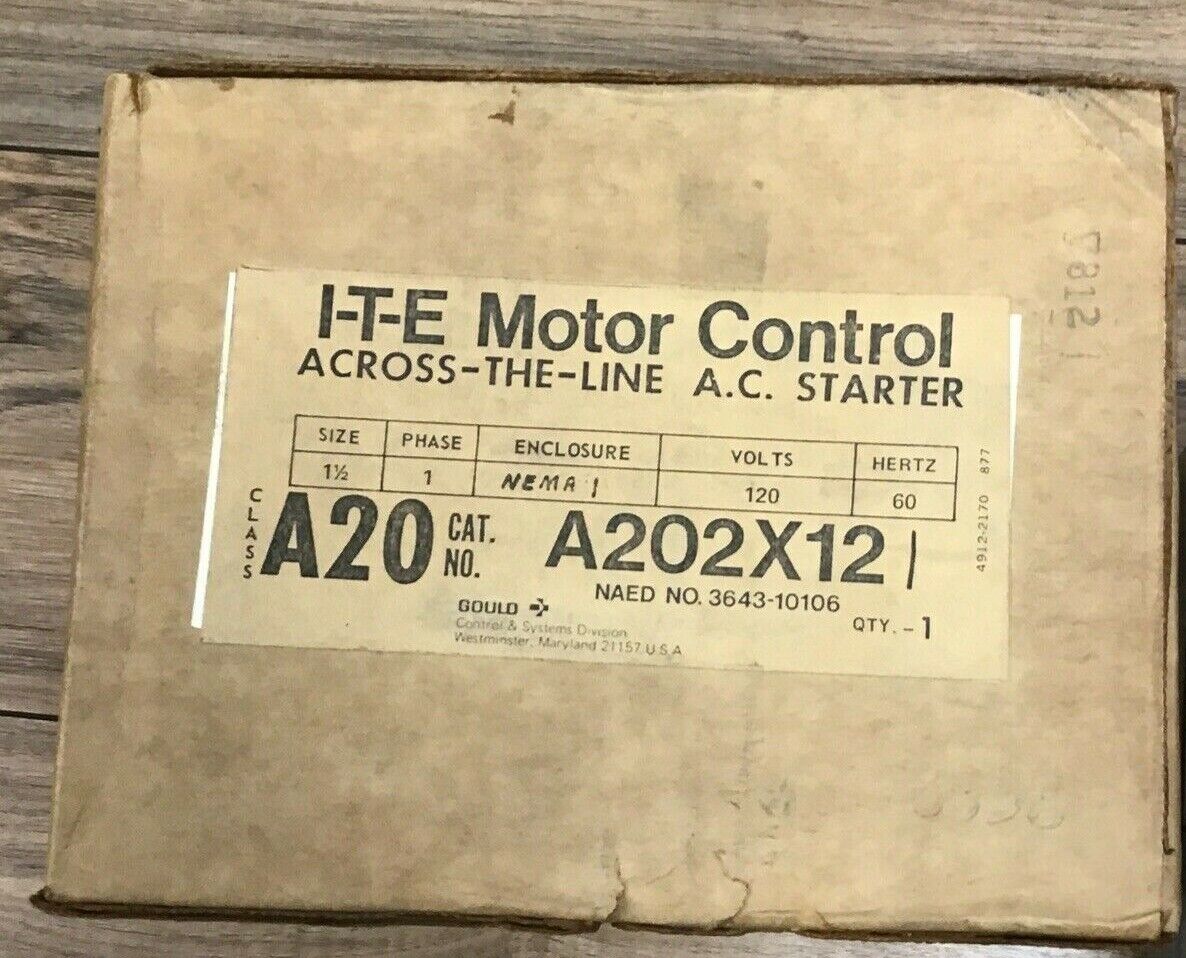 I-T-E Motor Control
ACROSS-THE-LINE A.C. STARTER
SIZE PHASE ENCLOSURE VOLTS HERTZ
1½ 1 NEMA 1 120 60
CLASS
A20 CAT. NO. A202X12 1
NAED NO. 3643-10106
GOULD
Control & Systems Division
Westminster, Maryland 21157 U.S.A
QTY.-1
4912-2170 877
7812